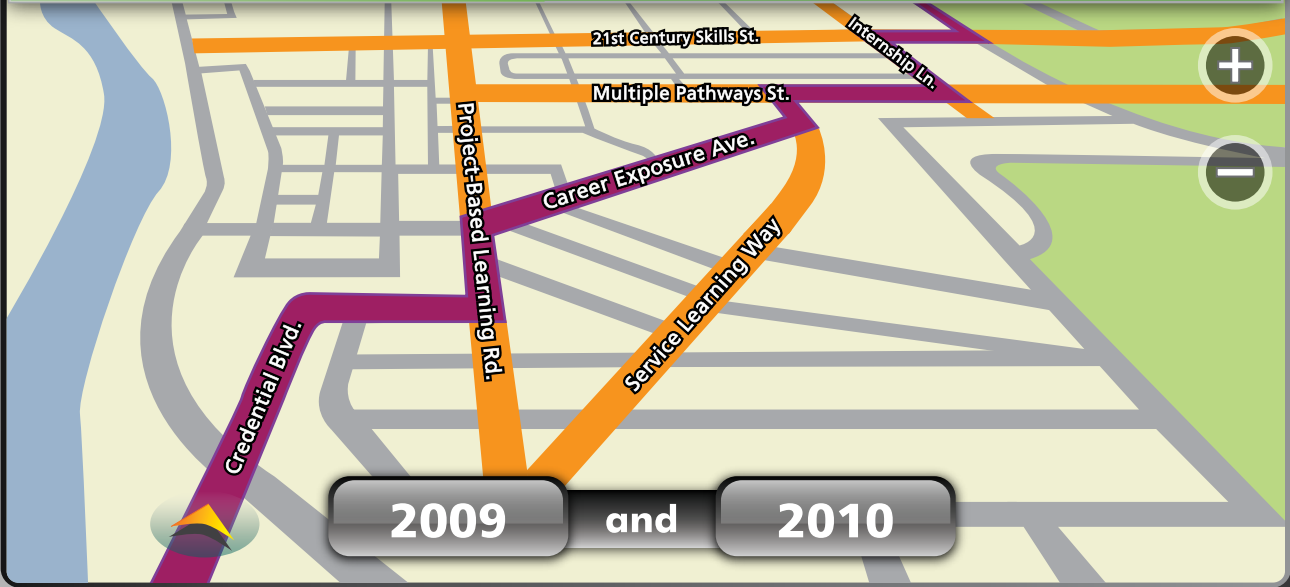 21st Century Skills St.
Internship Ln.
Multiple Pathways St.
Project-Based Learning Rd.
Career Exposure Ave.
Service Learning Way
Credential Blvd.
2009 and 2010